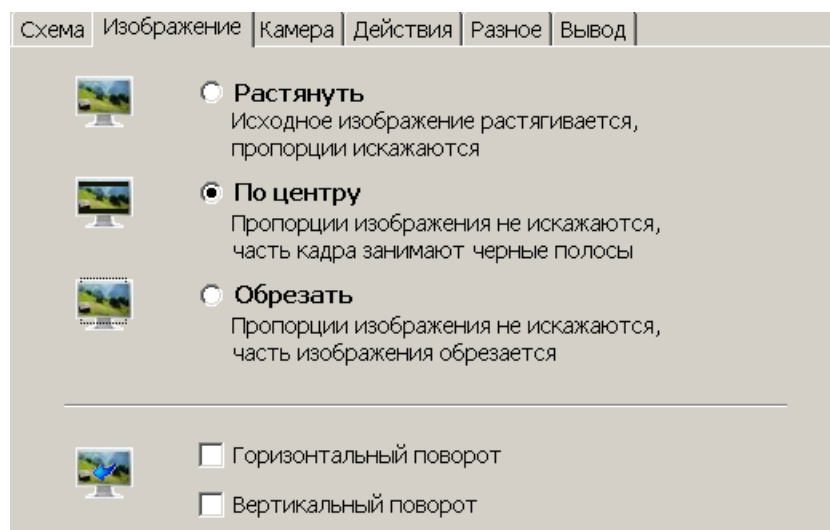 Схема Изображение Камера Действия Разное Вывод
Растянуть
Исходное изображение растягивается,
пропорции искажаются
По центру
Пропорции изображения не искажаются,
часть кадра занимают черные полосы
Обрезать
Пропорции изображения не искажаются,
часть изображения обрезается
Горизонтальный поворот
Вертикальный поворот